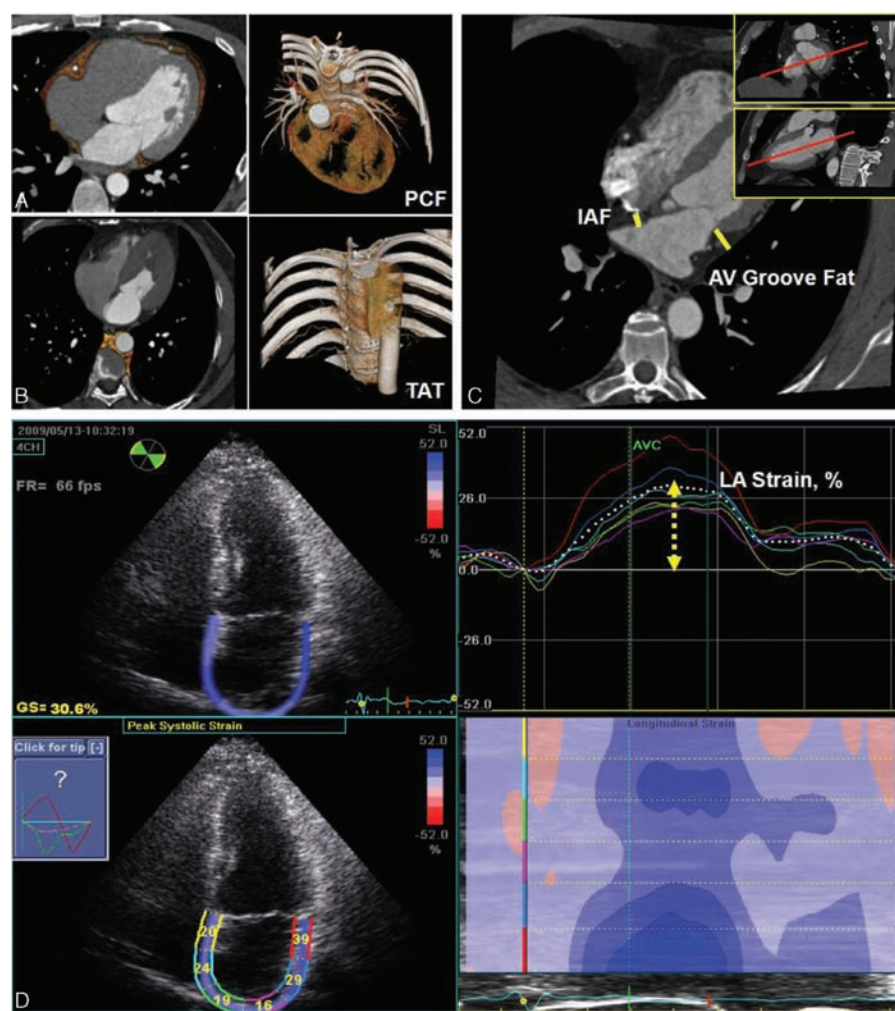 A
PCF
B
TAT
IAF
AV Groove Fat
C
2009/05/13-10:32:19
4CH
FR= 66 fps
SL
52.0
-52.0
%
GS= 30.6%
52.0
AVC
LA Strain, %
26.0
0.0
-26.0
-52.0
Peak Systolic Strain
Click for tip [-]
?
52.0
-52.0
%
20
39
24
29
19
16
D
Longitudinal Strain